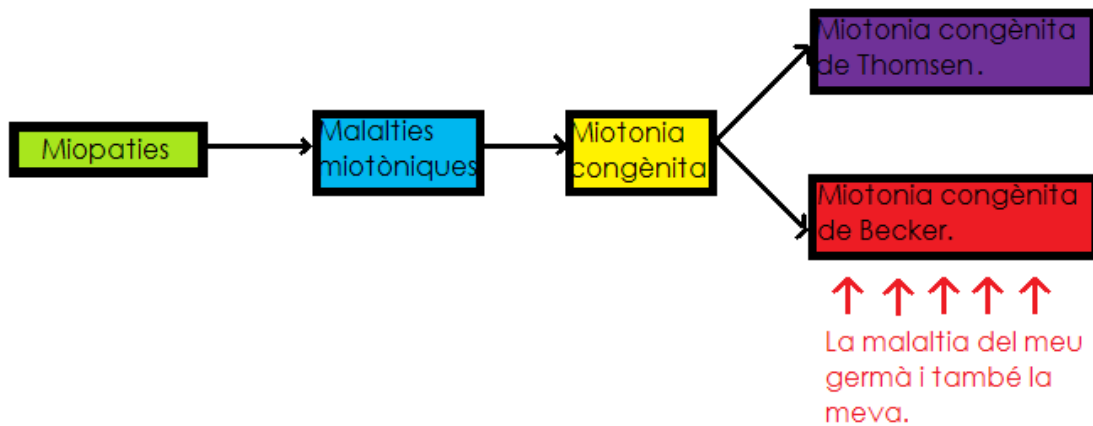 Miopaties
Malalties
miotòniques
Miotonia
congènita
Miotonia congènita
de Thomsen.
Miotonia congènita
de Becker.
La malaltia del meu
germà i també la
meva.